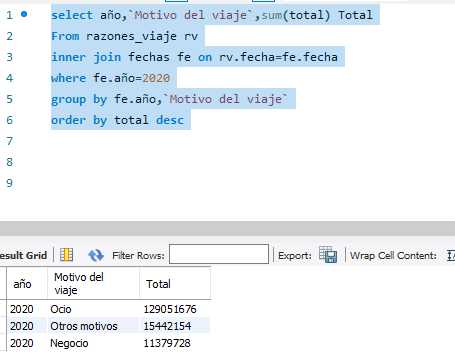 1 select año,`Motivo del viaje`,sum(total) Total
2 From razones_viaje rv
3 inner join fechas fe on rv.fecha=fe.fecha
4 where fe.año=2020
5 group by fe.año,`Motivo del viaje`
6 order by total desc
7
8
9
esult Grid Filter Rows: Export: Wrap Cell Content:
año Motivo del viaje Total
2020 Ocio 129051676
2020 Otros motivos 15442154
2020 Negocio 11379728